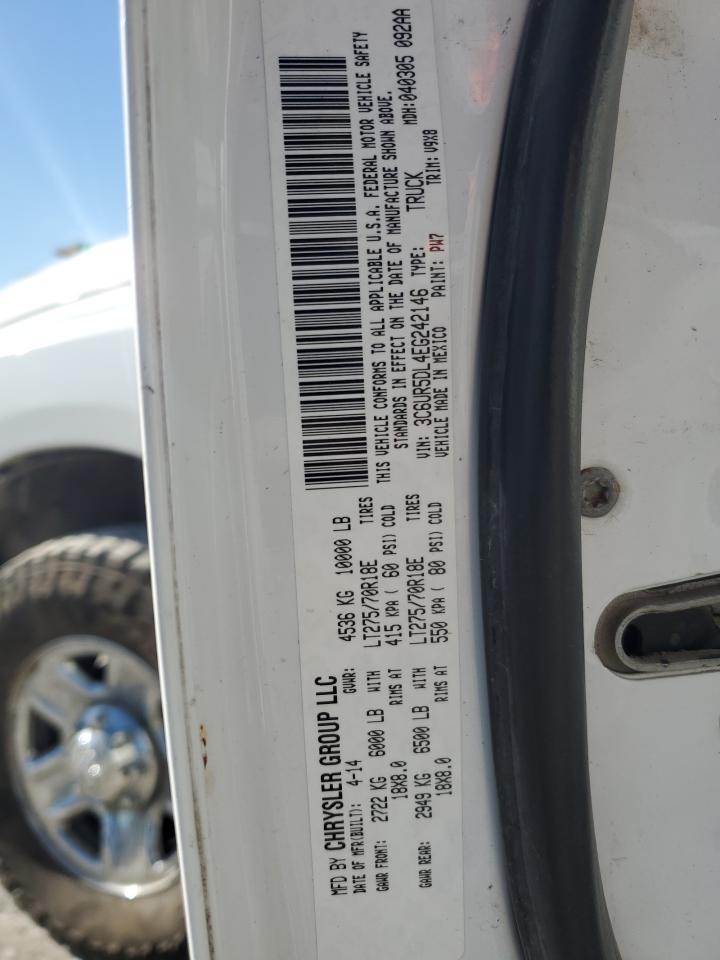 MFD BY CHRYSLER GROUP LLC
DATE OF MFR(BUILT): 4-14 GVWR: 4536 KG 10000 LB
GAWR FRONT: 2722 KG 6000 LB WITH LT275/70R18E TIRES
18X8.0 RIMS AT 415 KPA ( 60 PSI) COLD
GAWR REAR: 2949 KG 6500 LB WITH LT275/70R18E TIRES
18X8.0 RIMS AT 550 KPA ( 80 PSI) COLD
THIS VEHICLE CONFORMS TO ALL APPLICABLE U.S.A. FEDERAL MOTOR VEHICLE SAFETY
STANDARDS IN EFFECT ON THE DATE OF MANUFACTURE SHOWN ABOVE.
VIN: 3C6UR5DL4EG242146 TYPE: TRUCK MDH:040305 092AA
VEHICLE MADE IN MEXICO PAINT: PW7 TRIM: V9X8